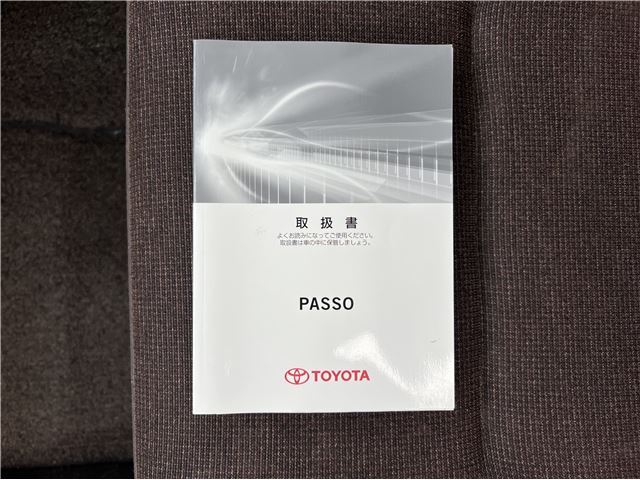 取扱書
よくお読みになってご使用ください。
取扱書は車の中に保管しましょう。
PASSO
TOYOTA